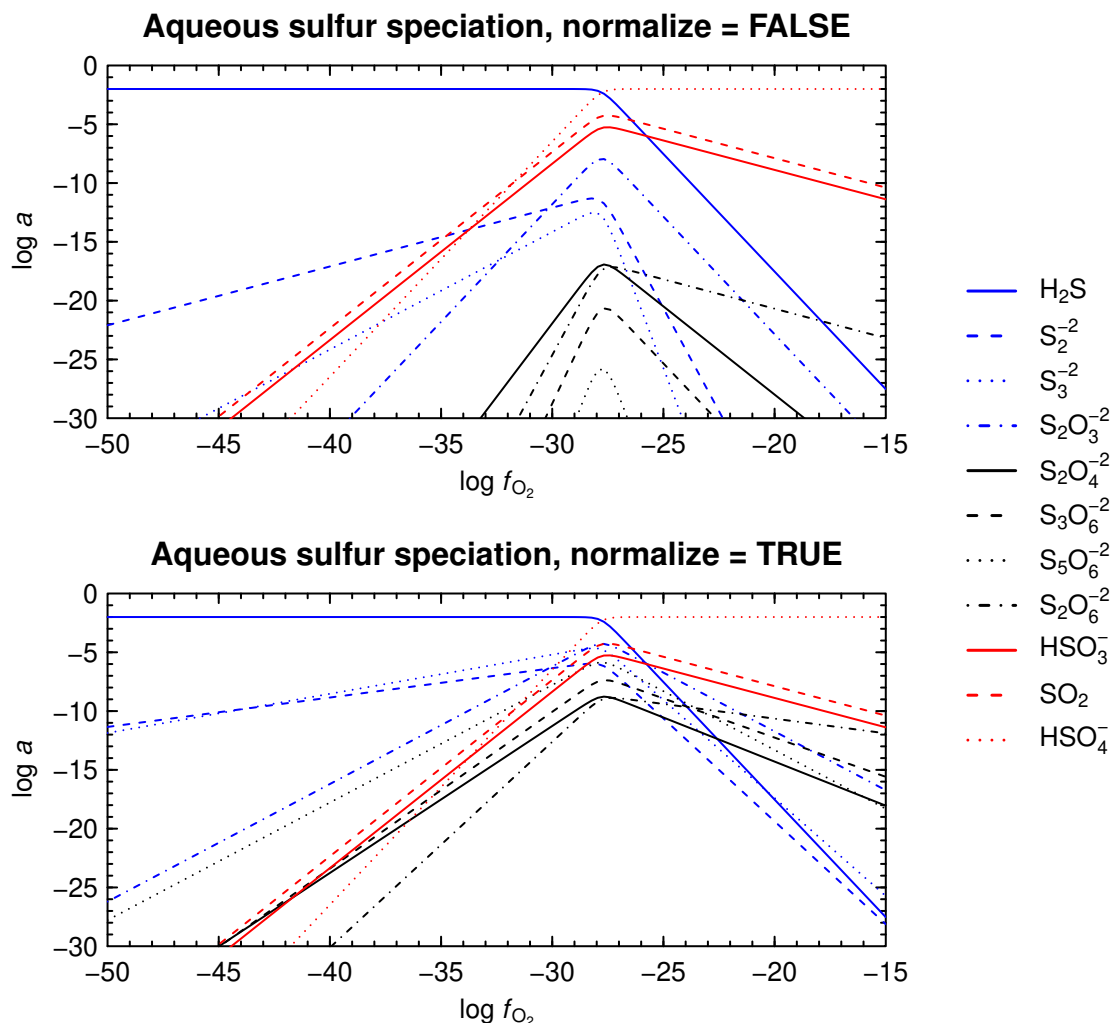 Aqueous sulfur speciation, normalize = FALSE
0
−5
−10
−15
−20
−25
−30
log a
−50 −45 −40 −35 −30 −25 −20 −15
log fO₂
H₂S
S₂⁻²
S₃⁻²
S₂O₃⁻²
S₂O₄⁻²
S₃O₆⁻²
S₅O₆⁻²
S₂O₆⁻²
HSO₃⁻
SO₂
HSO₄⁻
Aqueous sulfur speciation, normalize = TRUE
0
−5
−10
−15
−20
−25
−30
log a
−50 −45 −40 −35 −30 −25 −20 −15
log fO₂